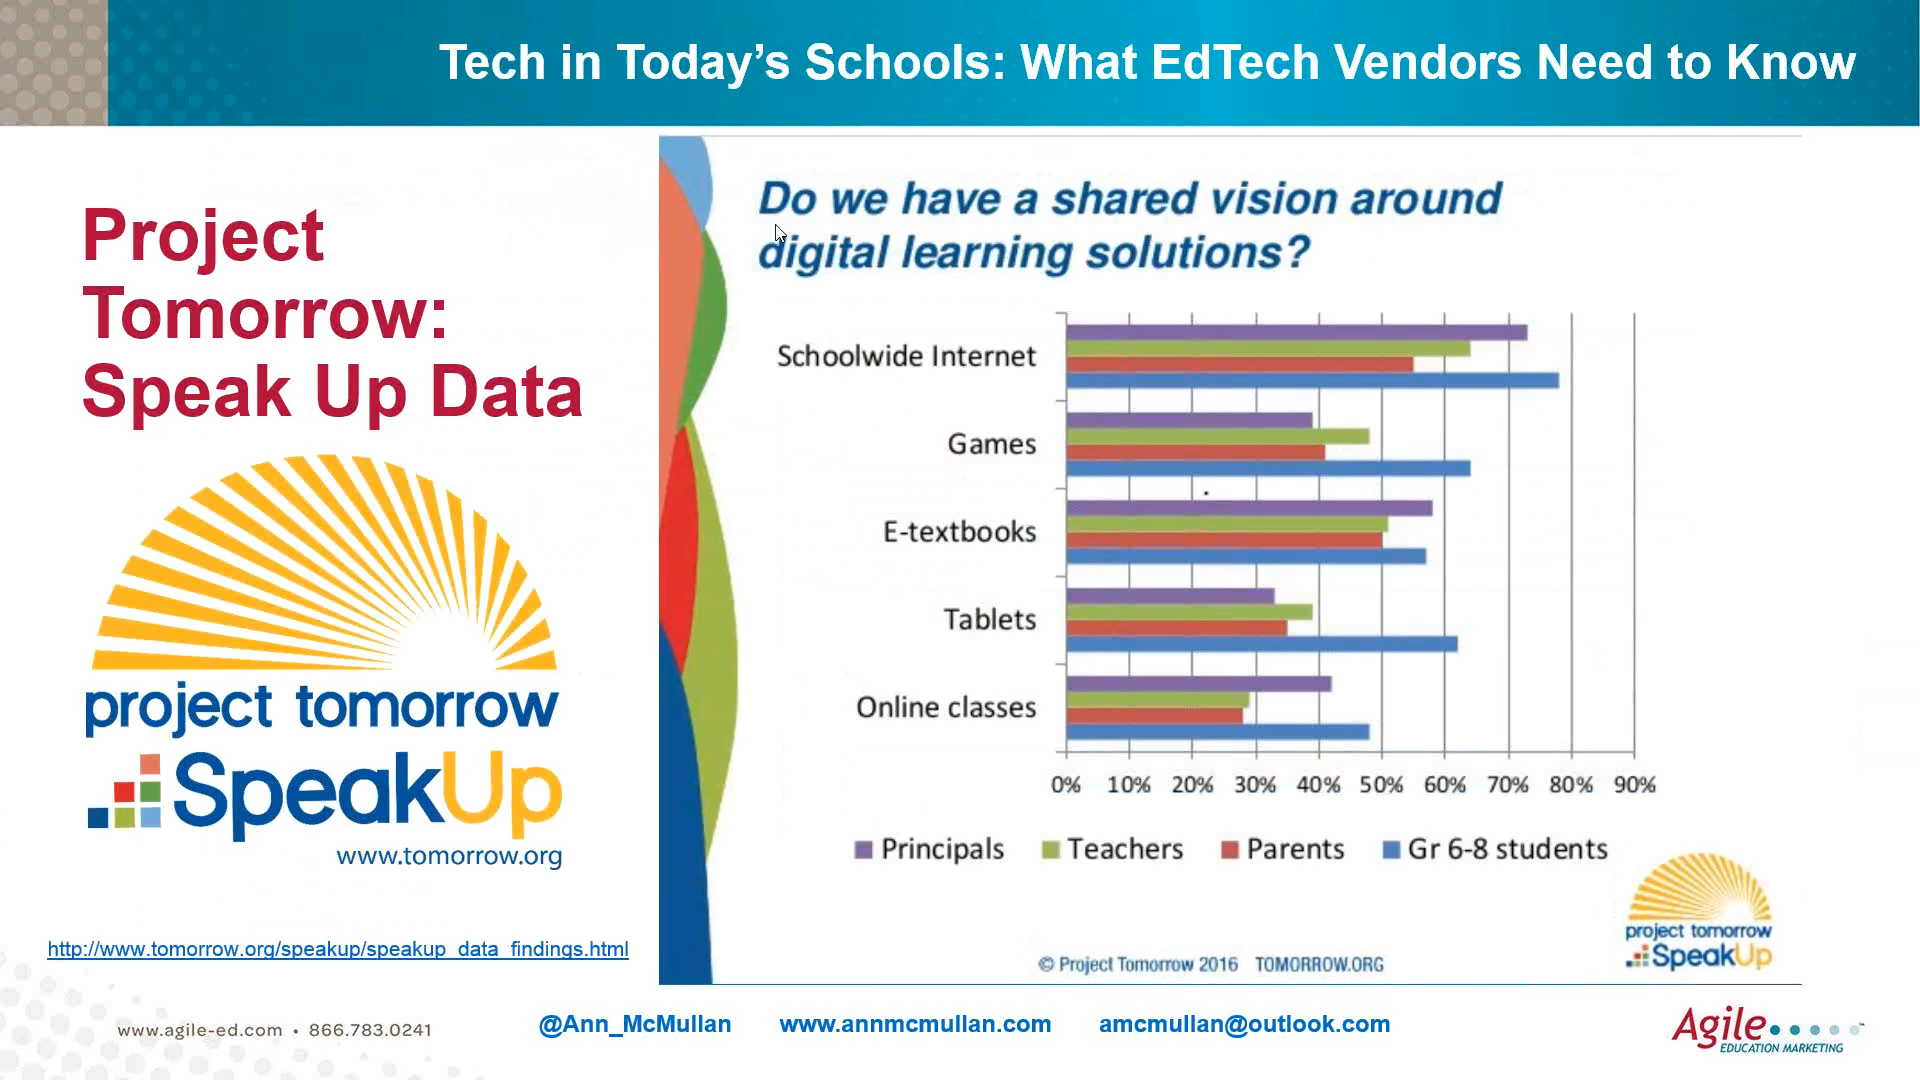 Tech in Today’s Schools: What EdTech Vendors Need to Know
Project
Tomorrow:
Speak Up Data
project tomorrow
SpeakUp
www.tomorrow.org
http://www.tomorrow.org/speakup/speakup_data_findings.html
Do we have a shared vision around
digital learning solutions?
Schoolwide Internet
Games
E-textbooks
Tablets
Online classes
0% 10% 20% 30% 40% 50% 60% 70% 80% 90%
Principals Teachers Parents Gr 6-8 students
project tomorrow
SpeakUp
© Project Tomorrow 2016 TOMORROW.ORG
www.agile-ed.com • 866.783.0241
@Ann_McMullan www.annmcmullan.com amcmullan@outlook.com
Agile
EDUCATION MARKETING